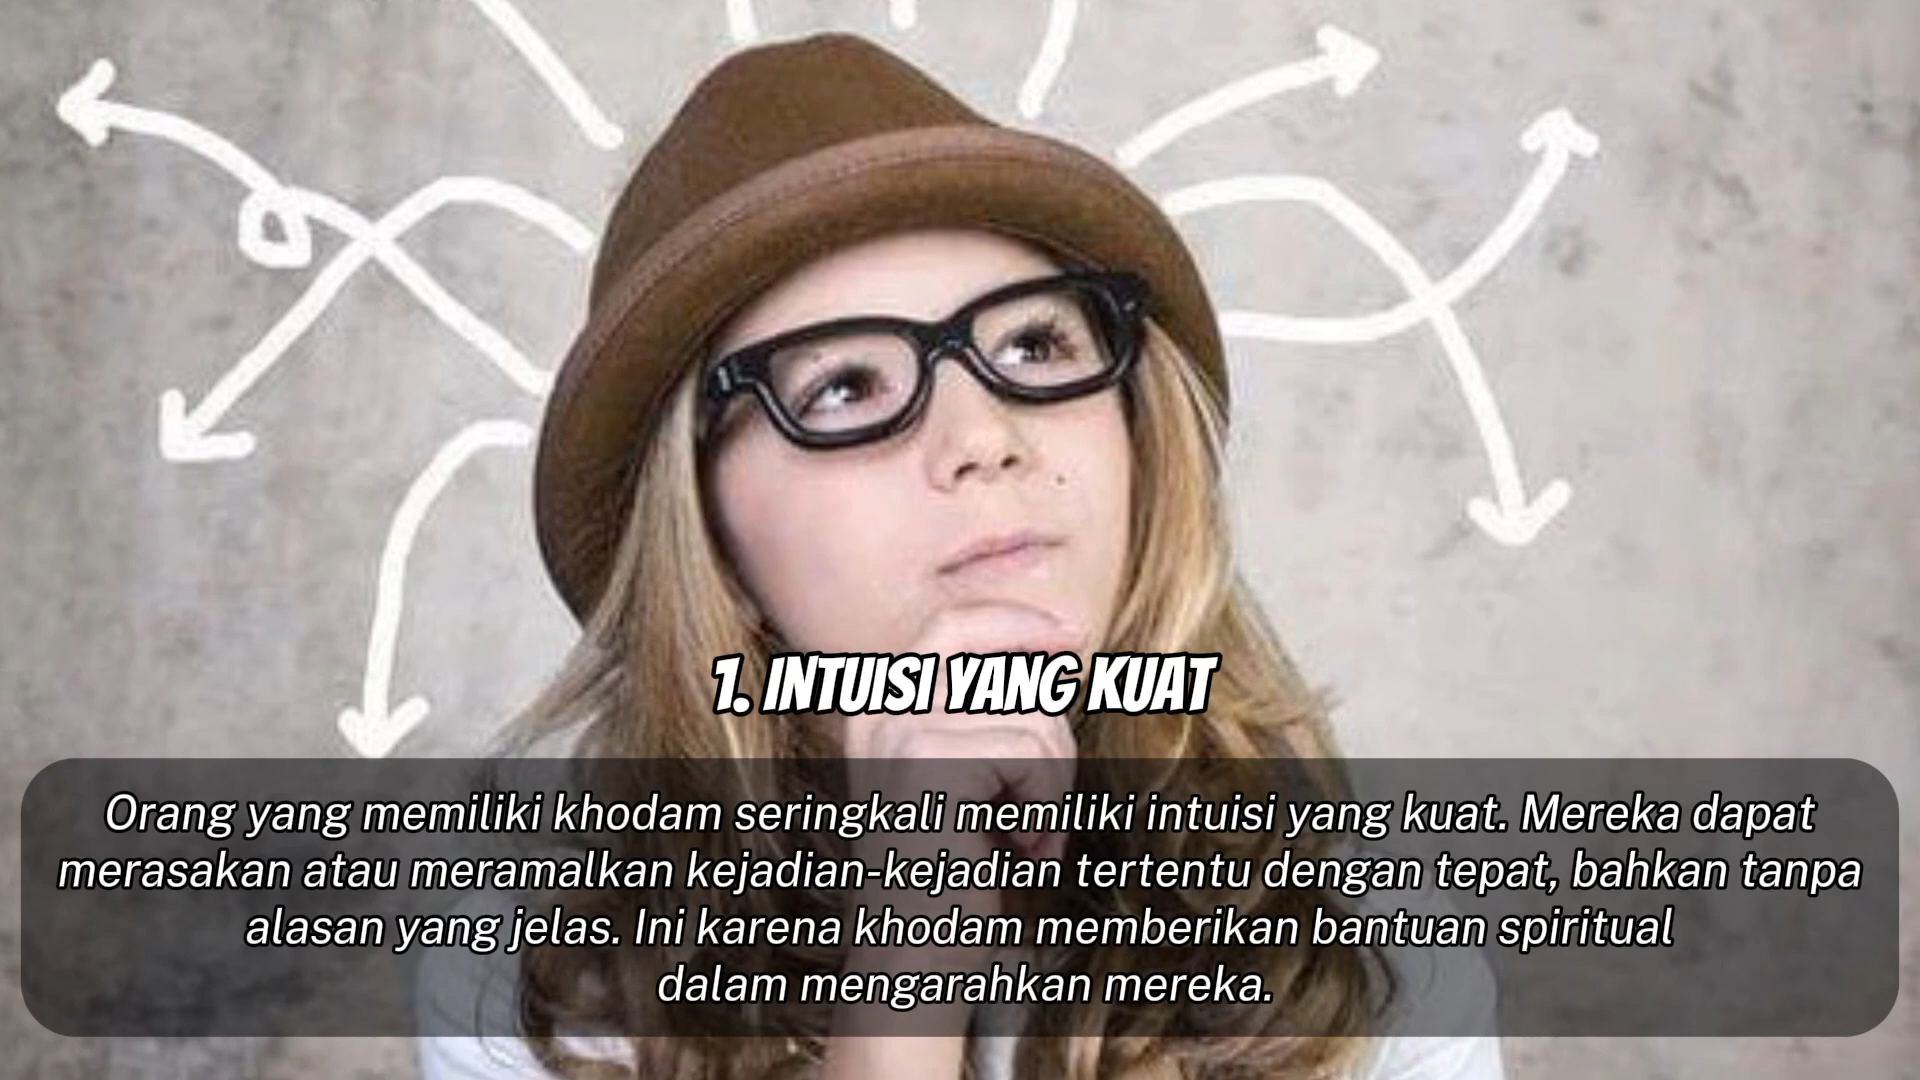 1. INTUISI YANG KUAT
Orang yang memiliki khodam seringkali memiliki intuisi yang kuat. Mereka dapat
merasakan atau meramalkan kejadian-kejadian tertentu dengan tepat, bahkan tanpa
alasan yang jelas. Ini karena khodam memberikan bantuan spiritual
dalam mengarahkan mereka.